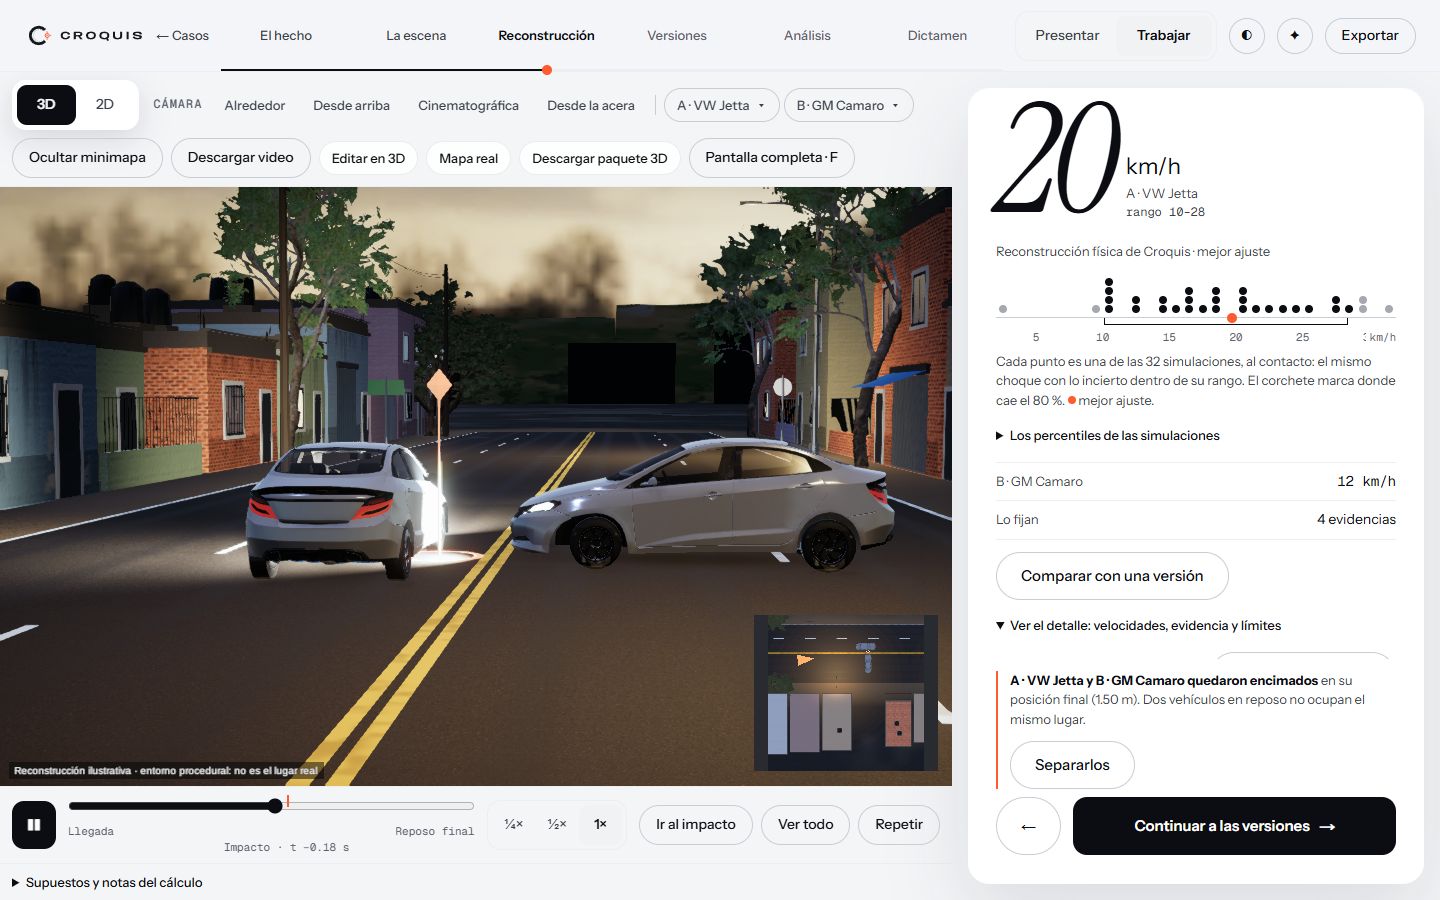 CROQUIS
← Casos
El hecho
La escena
Reconstrucción
Versiones
Análisis
Dictamen
Presentar
Trabajar
Exportar
3D
2D
CÁMARA
Alrededor
Desde arriba
Cinematográfica
Desde la acera
A · VW Jetta
B · GM Camaro
Ocultar minimapa
Descargar video
Editar en 3D
Mapa real
Descargar paquete 3D
Pantalla completa · F
Reconstrucción ilustrativa - entorno procedural: no es el lugar real
Llegada
Reposo final
Impacto · t −0.18 s
¼×
½×
1×
Ir al impacto
Ver todo
Repetir
Supuestos y notas del cálculo
20 km/h
A · VW Jetta
rango 10–28
Reconstrucción física de Croquis · mejor ajuste
5 10 15 20 25 km/h
Cada punto es una de las 32 simulaciones, al contacto: el mismo
choque con lo incierto dentro de su rango. El corchete marca donde
cae el 80 %. mejor ajuste.
Los percentiles de las simulaciones
B · GM Camaro 12 km/h
Lo fijan 4 evidencias
Comparar con una versión
Ver el detalle: velocidades, evidencia y límites
A · VW Jetta y B · GM Camaro quedaron encimados en su
posición final (1.50 m). Dos vehículos en reposo no ocupan el
mismo lugar.
Separarlos
←
Continuar a las versiones →